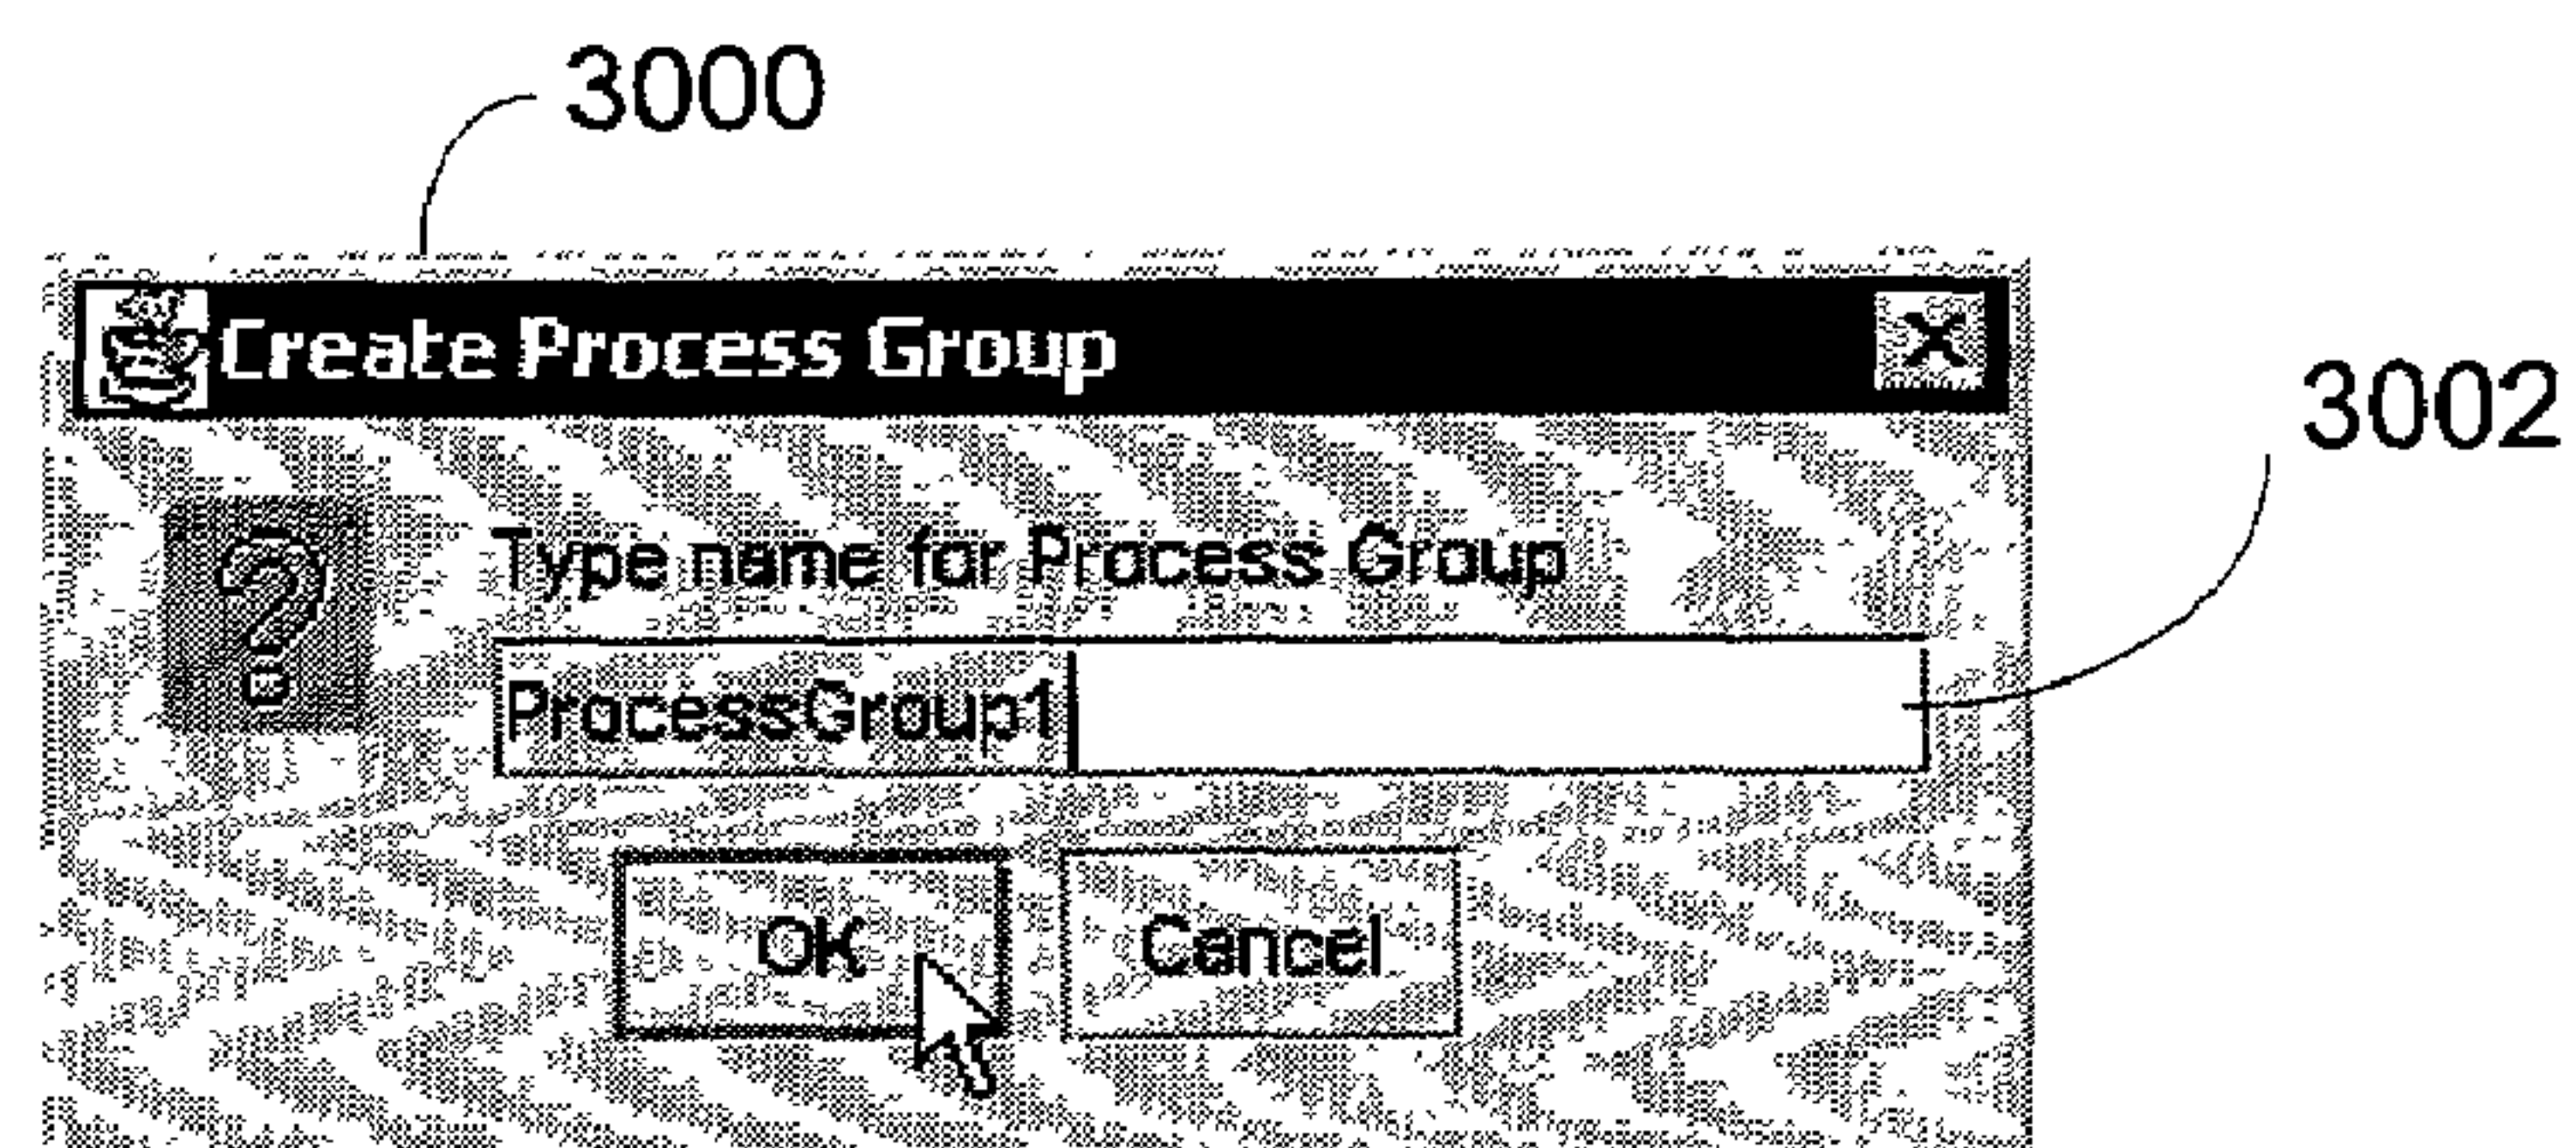 3000
Create Process Group
3002
Type name for Process Group
ProcessGroup1
OK Cancel